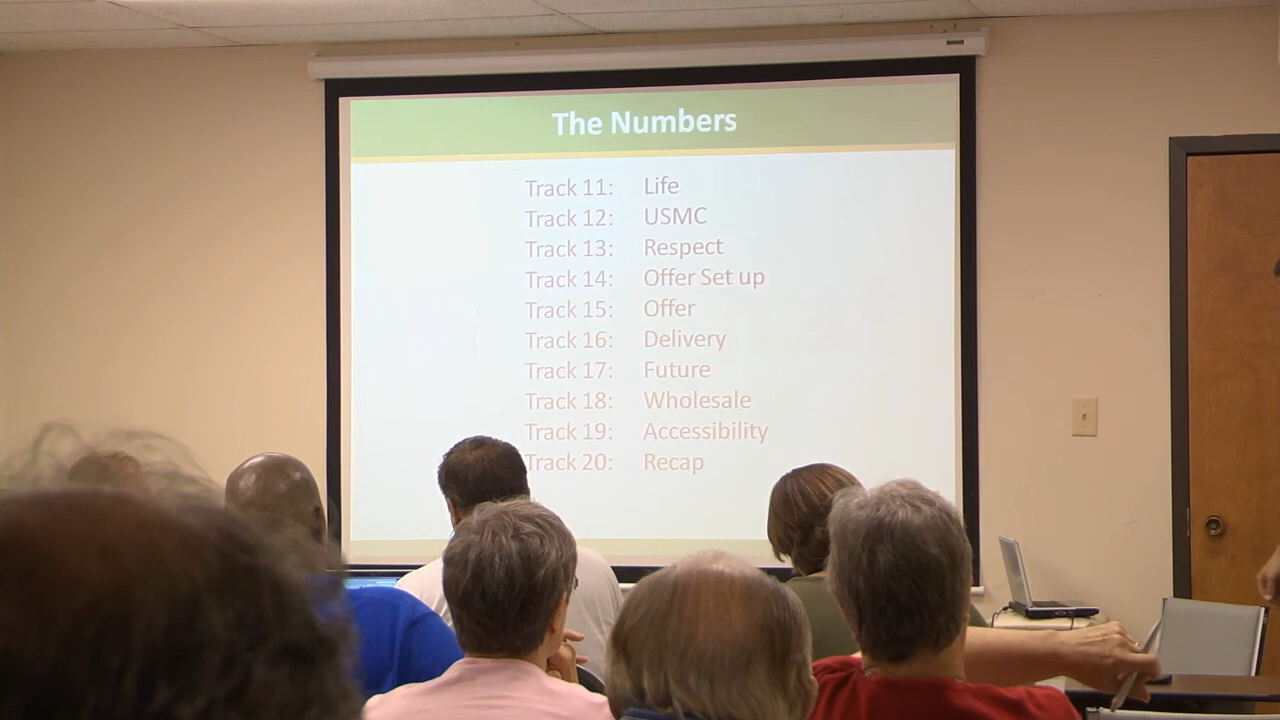 The Numbers
Track 11: Life
Track 12: USMC
Track 13: Respect
Track 14: Offer Set up
Track 15: Offer
Track 16: Delivery
Track 17: Future
Track 18: Wholesale
Track 19: Accessibility
Track 20: Recap